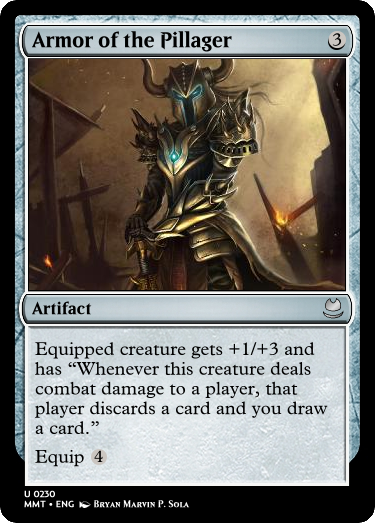 Armor of the Pillager 3
Artifact
Equipped creature gets +1/+3 and
has “Whenever this creature deals
combat damage to a player, that
player discards a card and you draw
a card.”
Equip 4
U 0230
MMT • ENG Bryan Marvin P. Sola